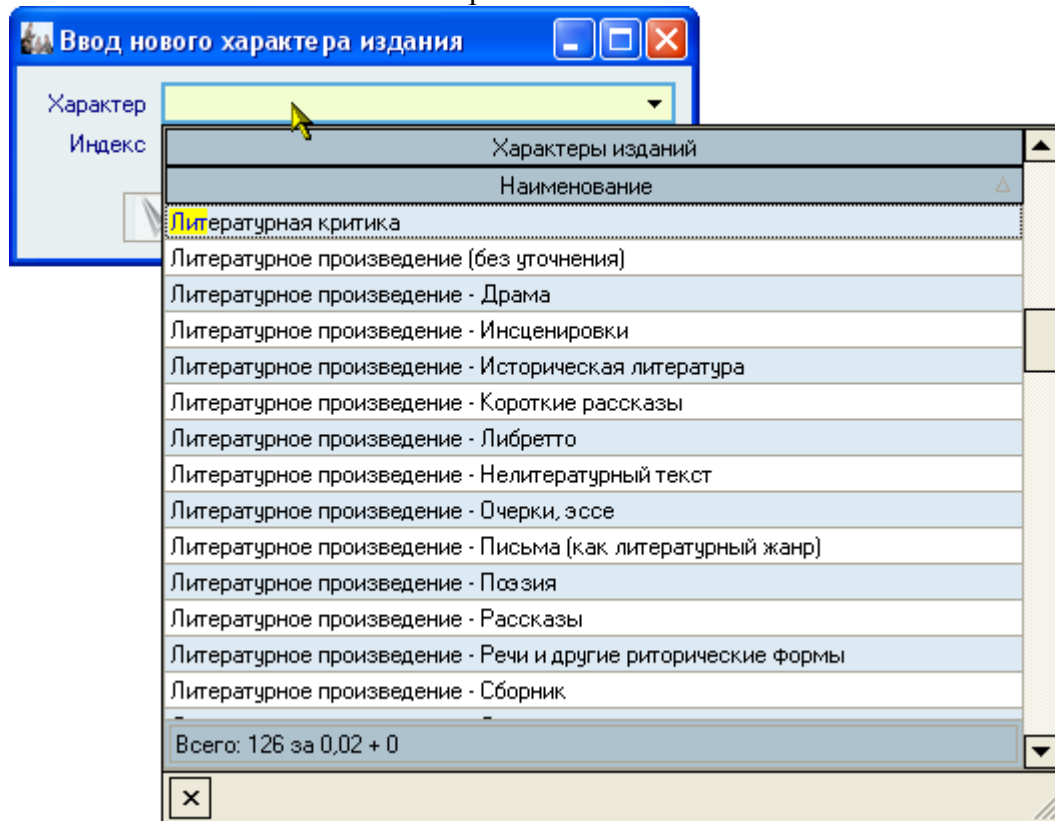 Ввод нового характера издания
Характер
Индекс
Характеры изданий
Наименование
Литературная критика
Литературное произведение (без уточнения)
Литературное произведение - Драма
Литературное произведение - Инсценировки
Литературное произведение - Историческая литература
Литературное произведение - Короткие рассказы
Литературное произведение - Либретто
Литературное произведение - Нелитературный текст
Литературное произведение - Очерки, эссе
Литературное произведение - Письма (как литературный жанр)
Литературное произведение - Поэзия
Литературное произведение - Рассказы
Литературное произведение - Речи и другие риторические формы
Литературное произведение - Сборник
Всего: 126 за 0,02 + 0